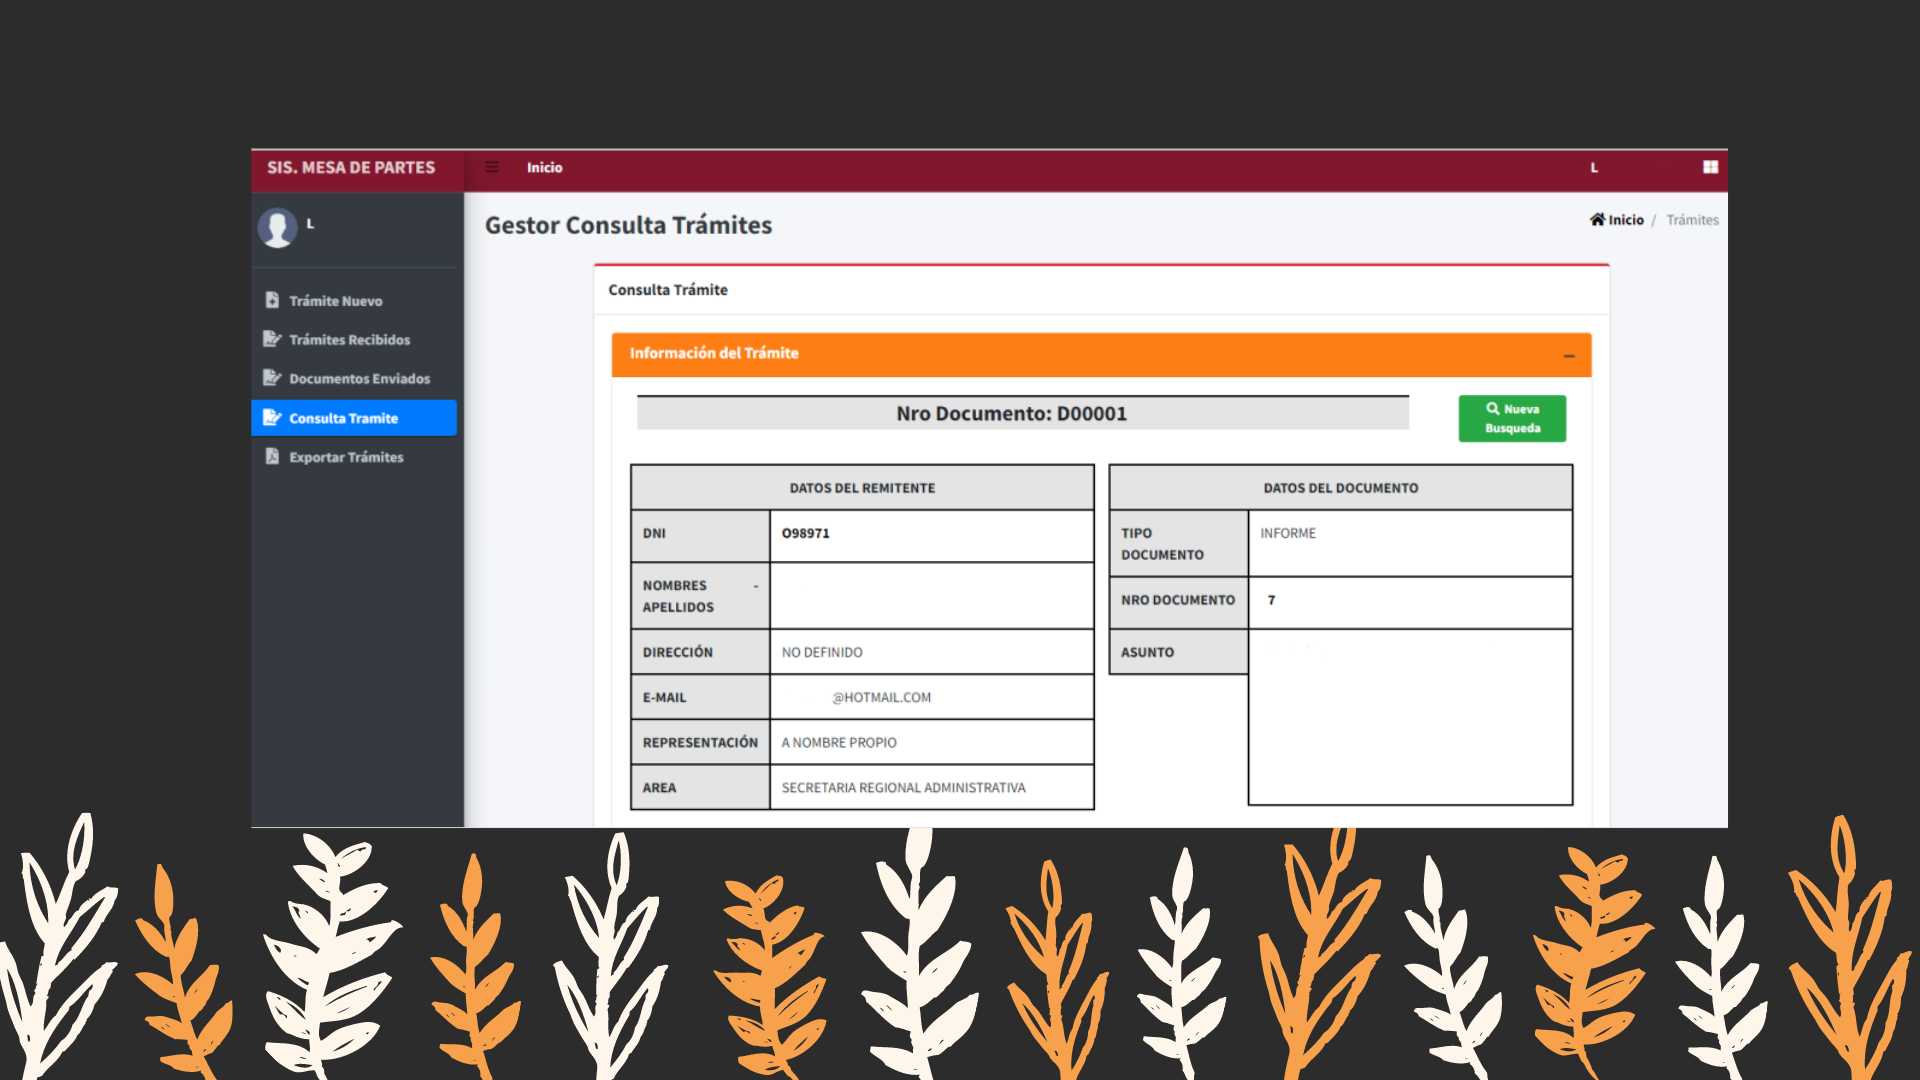 SIS. MESA DE PARTES
Inicio
L
L
Gestor Consulta Trámites
Inicio / Trámites
Trámite Nuevo
Trámites Recibidos
Documentos Enviados
Consulta Tramite
Exportar Trámites
Consulta Trámite
Información del Trámite
Nro Documento: D00001
Nueva
Busqueda
DATOS DEL REMITENTE
DNI O98971
NOMBRES -
APELLIDOS
DIRECCIÓN NO DEFINIDO
E-MAIL @HOTMAIL.COM
REPRESENTACIÓN A NOMBRE PROPIO
AREA SECRETARIA REGIONAL ADMINISTRATIVA
DATOS DEL DOCUMENTO
TIPO INFORME
DOCUMENTO
NRO DOCUMENTO 7
ASUNTO